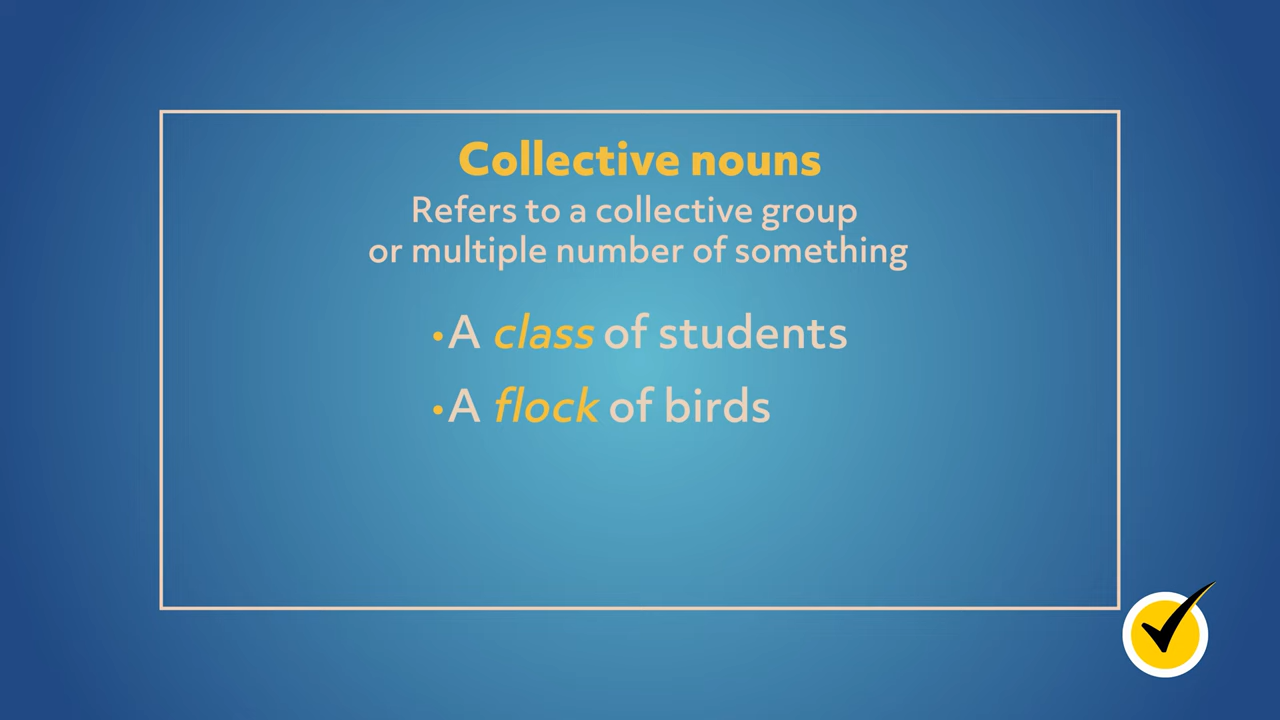 Collective nouns
Refers to a collective group
or multiple number of something
•A class of students
•A flock of birds